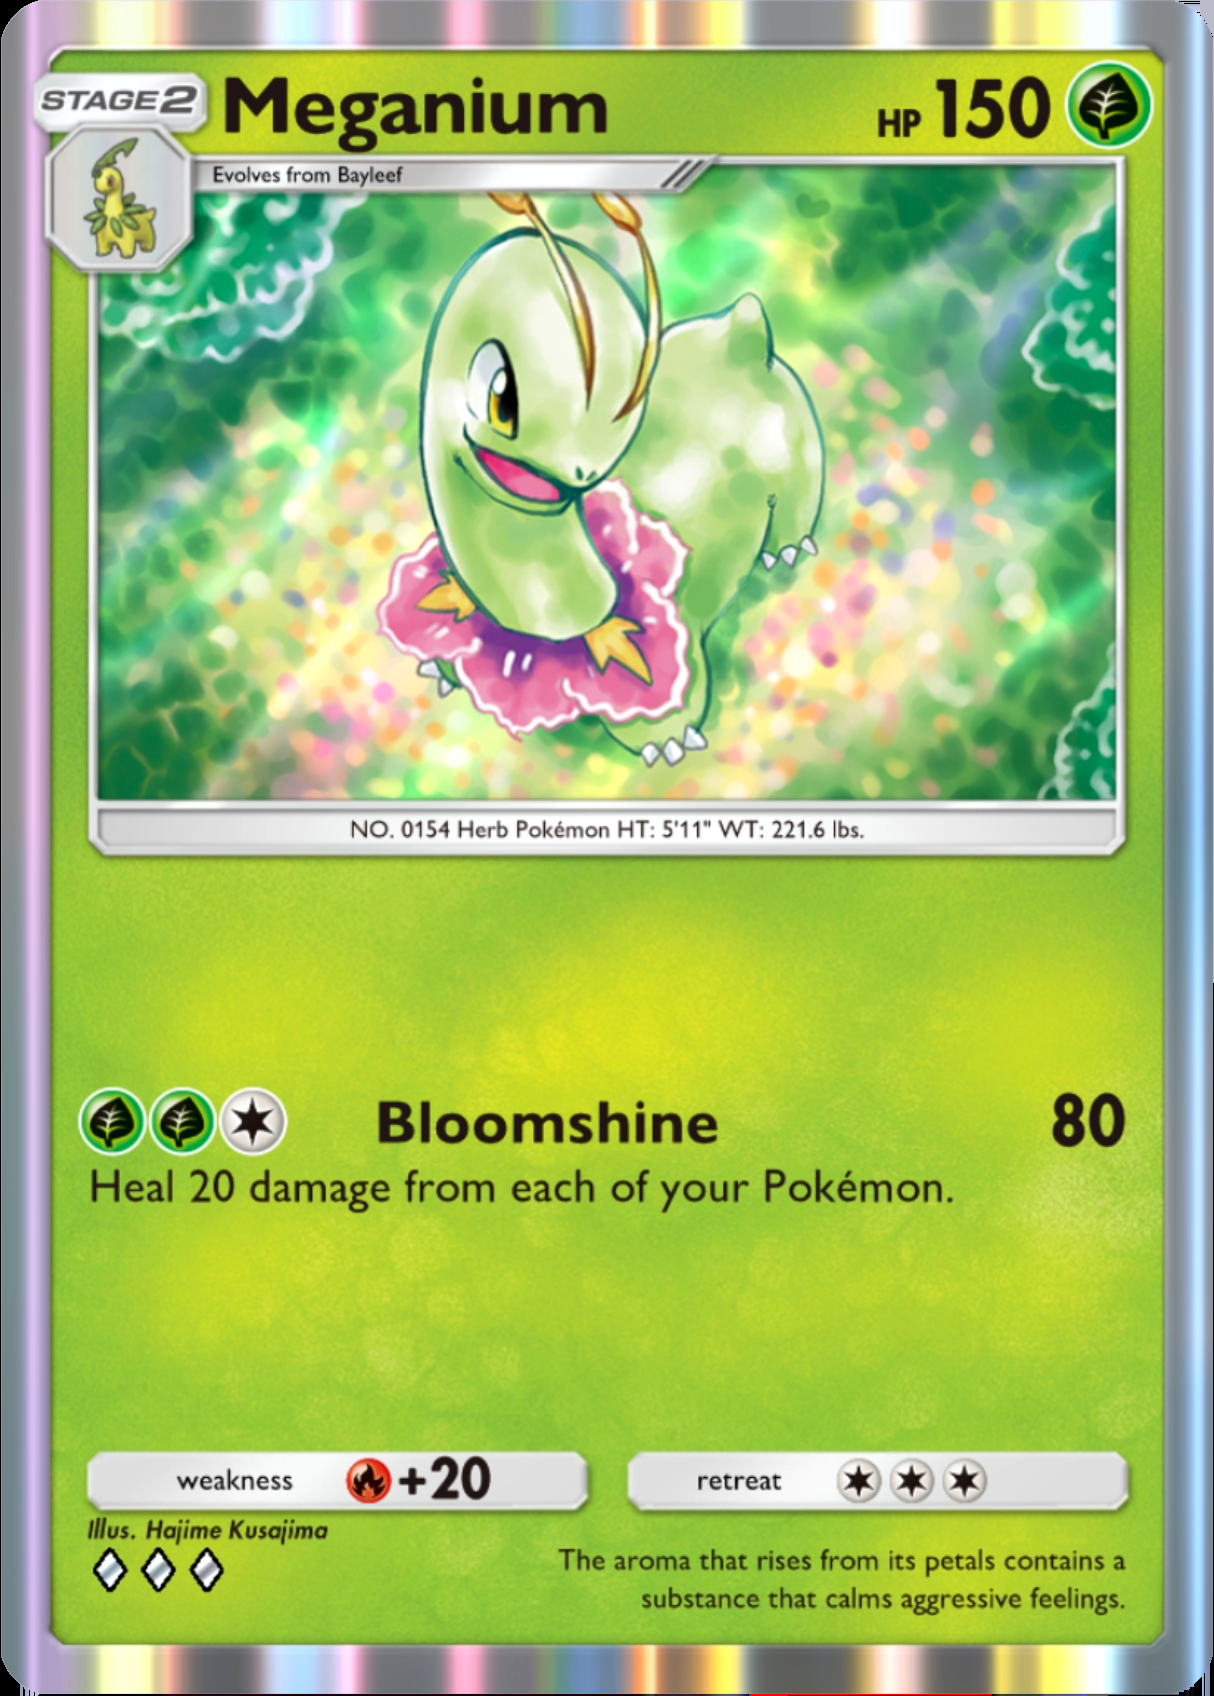 STAGE2
Meganium
HP 150
Evolves from Bayleef
NO. 0154 Herb Pokémon HT: 5'11" WT: 221.6 lbs.
Bloomshine 80
Heal 20 damage from each of your Pokémon.
weakness +20
retreat
Illus. Hajime Kusajima
The aroma that rises from its petals contains a
substance that calms aggressive feelings.